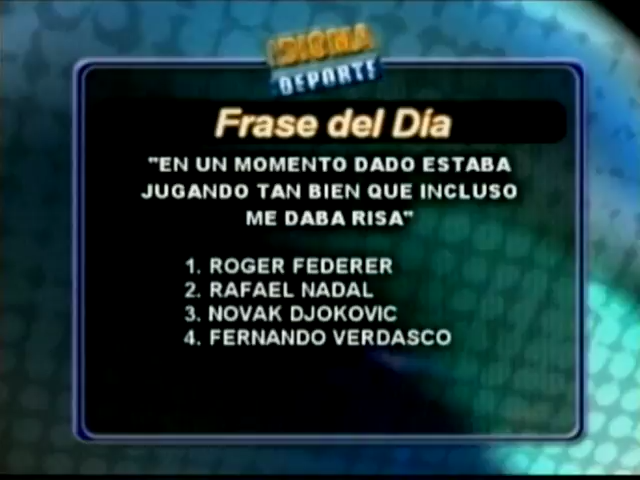 IDIOMA
DEPORTE
Frase del Día
"EN UN MOMENTO DADO ESTABA
JUGANDO TAN BIEN QUE INCLUSO
ME DABA RISA"
1. ROGER FEDERER
2. RAFAEL NADAL
3. NOVAK DJOKOVIC
4. FERNANDO VERDASCO